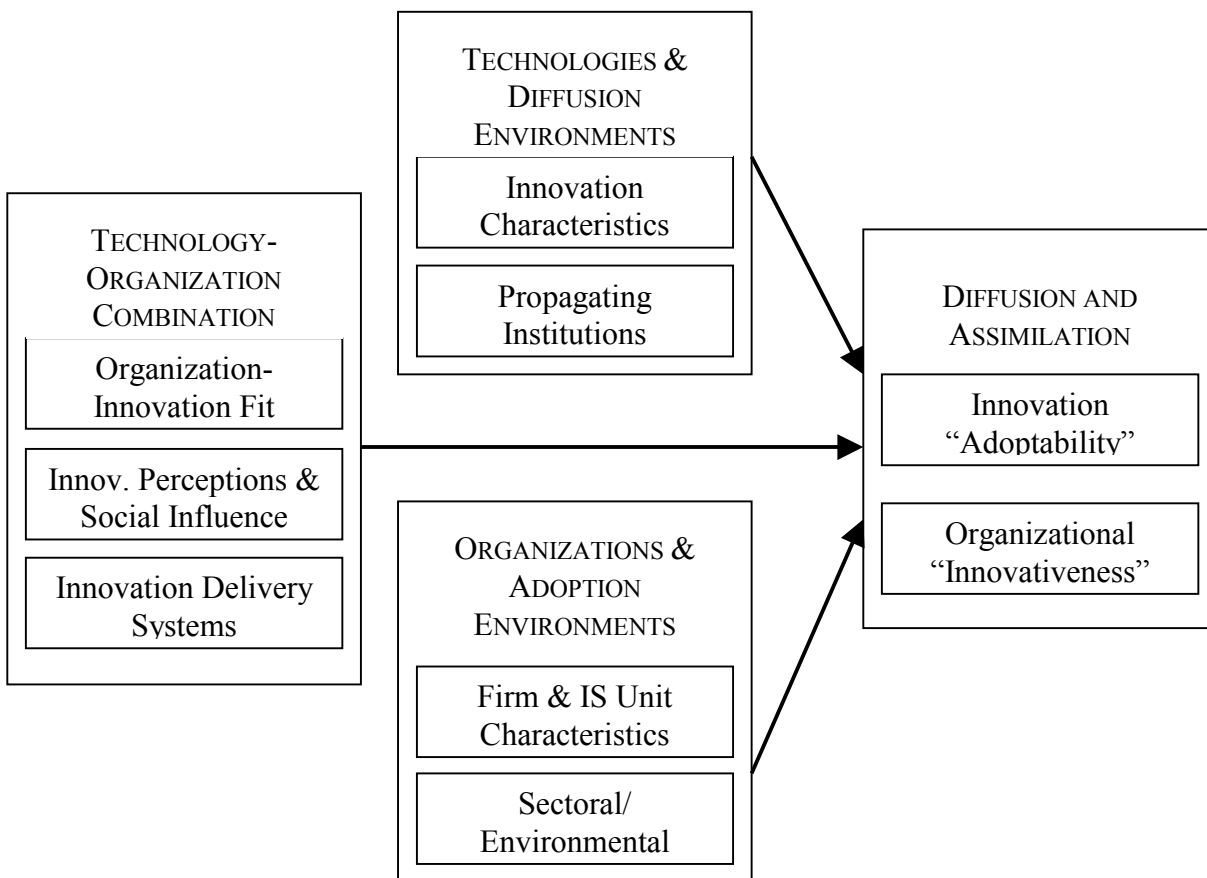 TECHNOLOGIES &
DIFFUSION
ENVIRONMENTS
Innovation
Characteristics
Propagating
Institutions
TECHNOLOGY-
ORGANIZATION
COMBINATION
Organization-
Innovation Fit
Innov. Perceptions &
Social Influence
Innovation Delivery
Systems
ORGANIZATIONS &
ADOPTION
ENVIRONMENTS
Firm & IS Unit
Characteristics
Sectoral/
Environmental
DIFFUSION AND
ASSIMILATION
Innovation
“Adoptability”
Organizational
“Innovativeness”